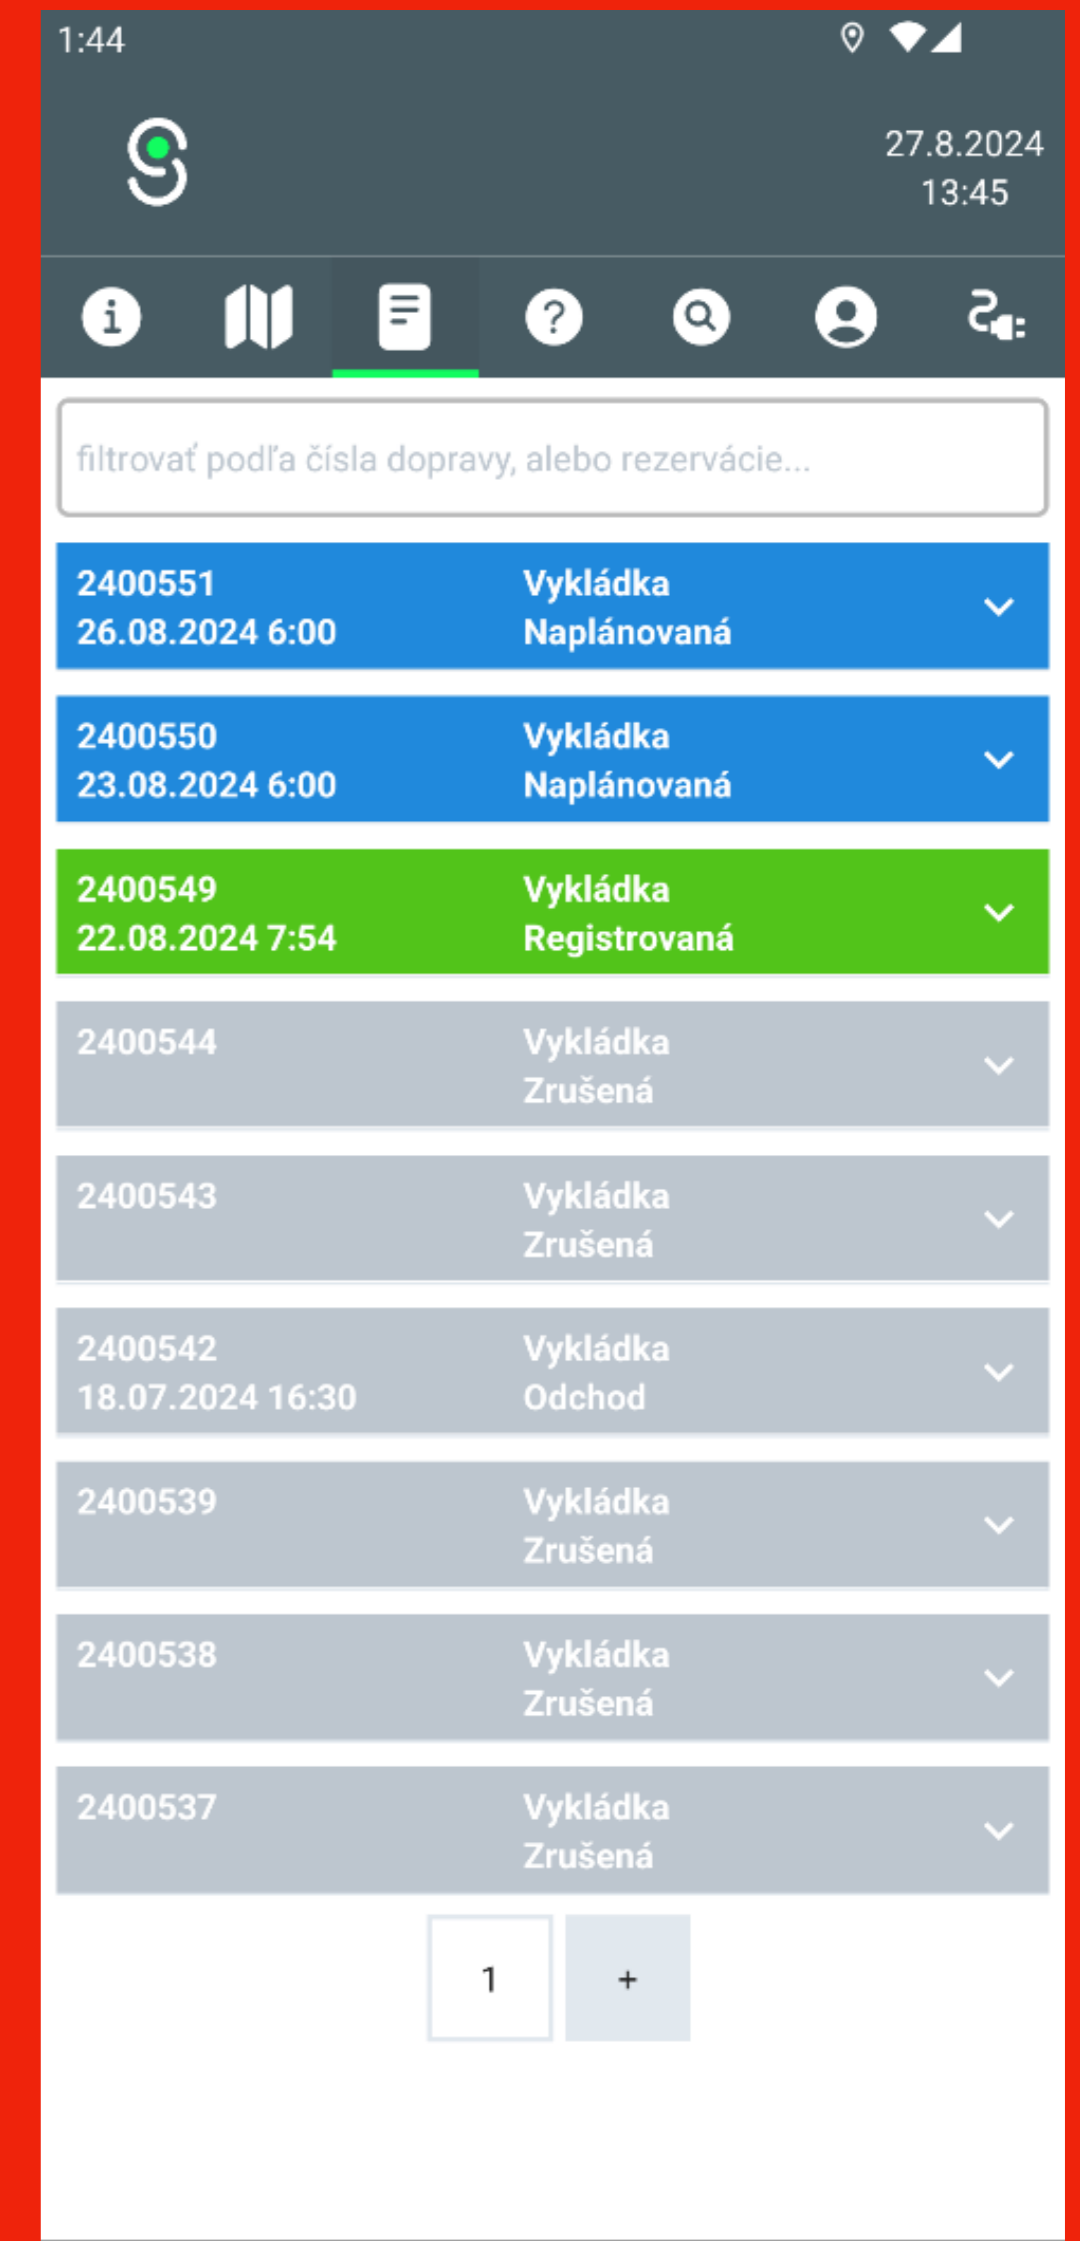 1:44
27.8.2024
13:45
filtrovať podľa čísla dopravy, alebo rezervácie...
2400551 Vykládka
26.08.2024 6:00 Naplánovaná
2400550 Vykládka
23.08.2024 6:00 Naplánovaná
2400549 Vykládka
22.08.2024 7:54 Registrovaná
2400544 Vykládka
Zrušená
2400543 Vykládka
Zrušená
2400542 Vykládka
18.07.2024 16:30 Odchod
2400539 Vykládka
Zrušená
2400538 Vykládka
Zrušená
2400537 Vykládka
Zrušená
1 +